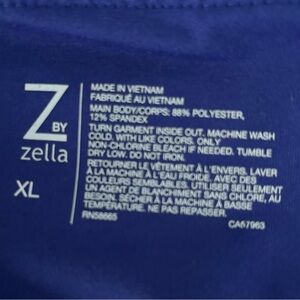 Z BY
zella
XL
MADE IN VIETNAM
FABRIQUÉ AU VIETNAM
MAIN BODY/CORPS: 88% POLYESTER,
12% SPANDEX
TURN GARMENT INSIDE OUT. MACHINE WASH
COLD. WITH LIKE COLORS. ONLY
NON-CHLORINE BLEACH IF NEEDED. TUMBLE
DRY LOW. DO NOT IRON.
RETOURNER LE VÊTEMENT À L'ENVERS. LAVER
À LA MACHINE À L'EAU FROIDE. AVEC DES
COULEURS SEMBLABLES. UTILISER SEULEMENT
UN AGENT DE BLANCHIMENT SANS CHLORE, AU
BESOIN. SÉCHER À LA MACHINE À BASSE
TEMPÉRATURE. NE PAS REPASSER.
RN58665 CA57963